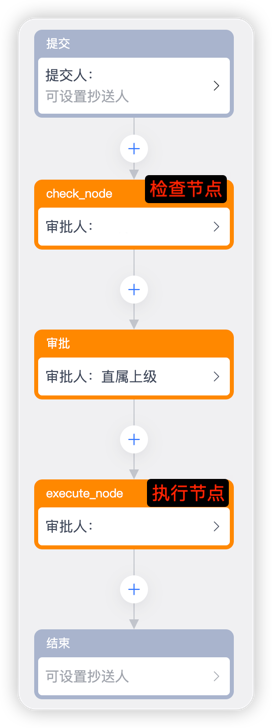 提交
提交人：
可设置抄送人
check_node
检查节点
审批人：
审批
审批人：直属上级
execute_node
执行节点
审批人：
结束
可设置抄送人